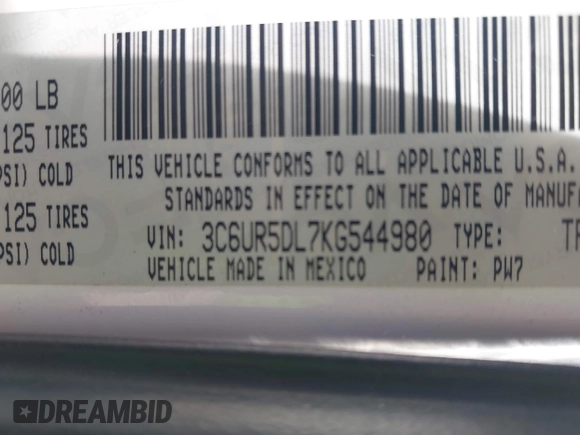 00 LB
125 TIRES
PSI) COLD
125 TIRES
PSI) COLD
THIS VEHICLE CONFORMS TO ALL APPLICABLE U.S.A.
STANDARDS IN EFFECT ON THE DATE OF MANUF
VIN: 3C6UR5DL7KG544980 TYPE: TR
VEHICLE MADE IN MEXICO PAINT: PW7
DREAMBID